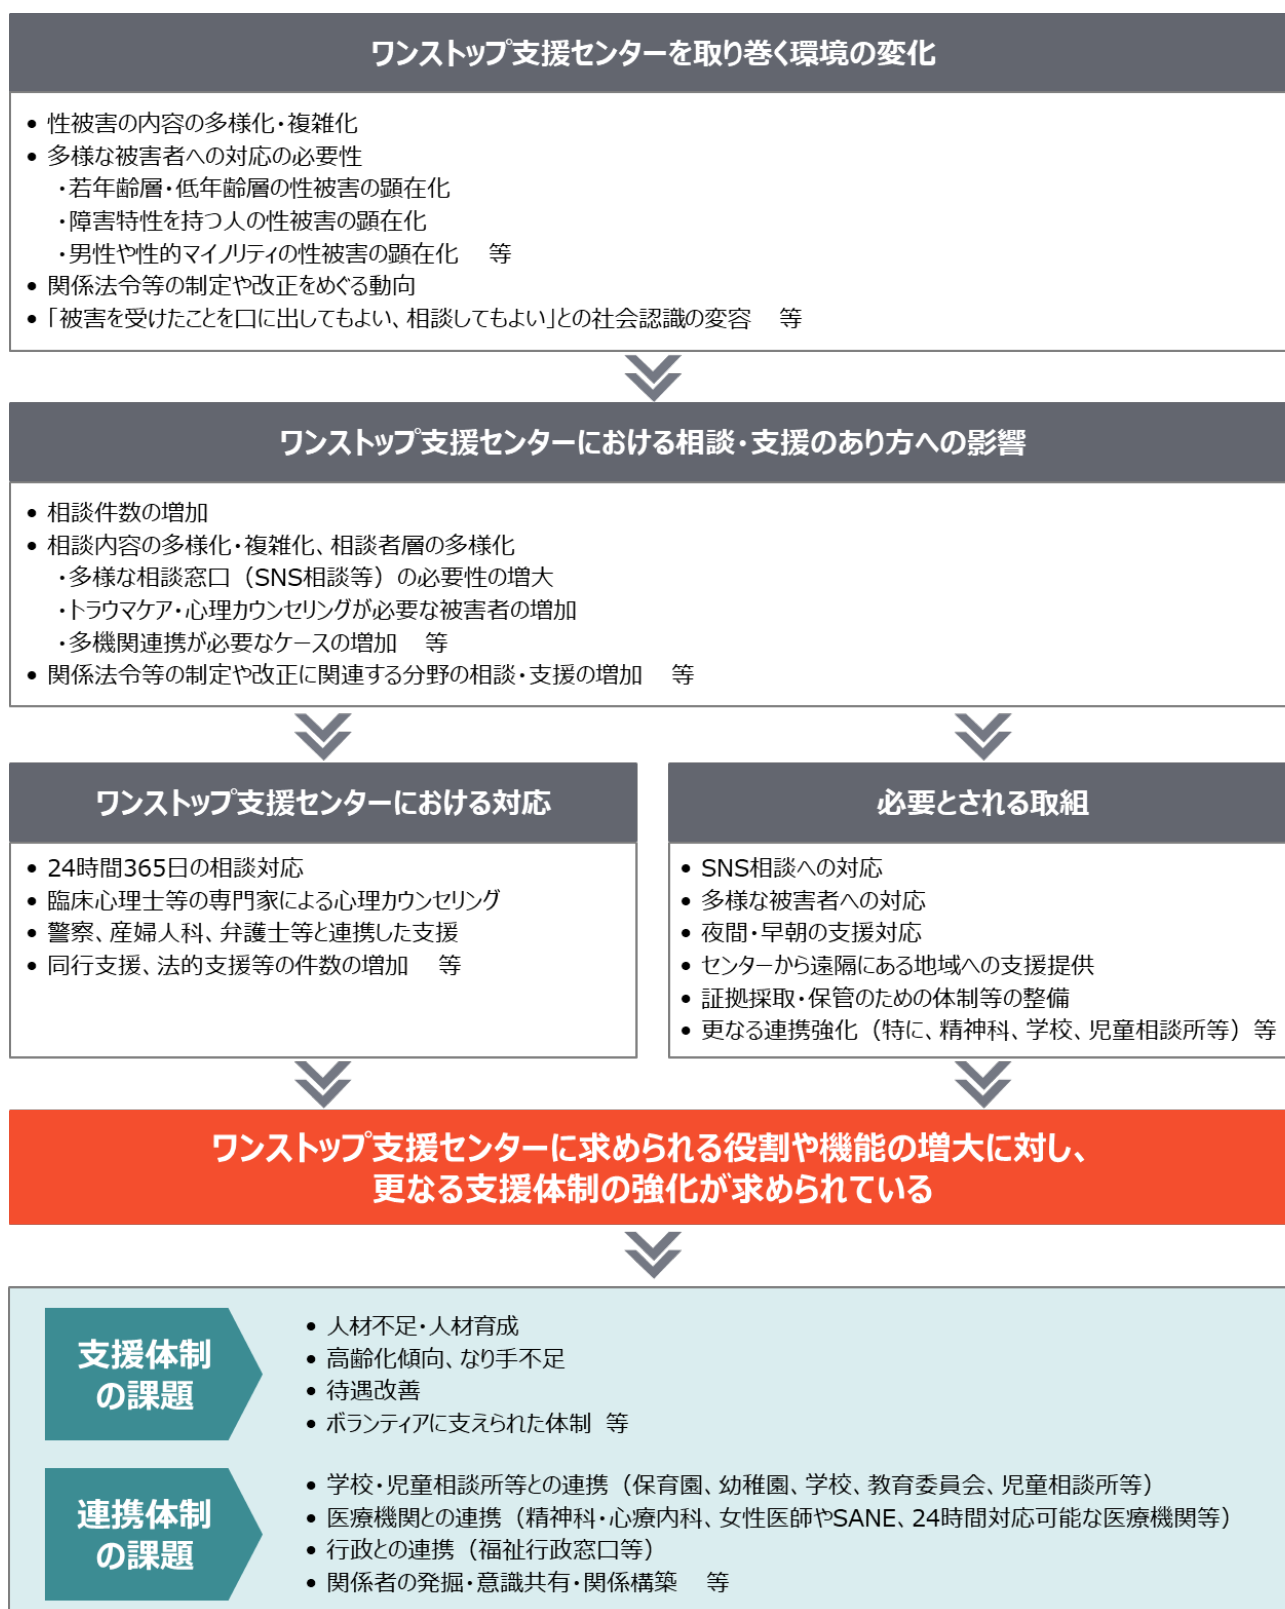 ワンストップ支援センターを取り巻く環境の変化
• 性被害の内容の多様化・複雑化
• 多様な被害者への対応の必要性
・若年齢層・低年齢層の性被害の顕在化
・障害特性を持つ人の性被害の顕在化
・男性や性的マイノリティの性被害の顕在化　等
• 関係法令等の制定や改正をめぐる動向
• 「被害を受けたことを口に出してもよい、相談してもよい」との社会認識の変容　等
ワンストップ支援センターにおける相談・支援のあり方への影響
• 相談件数の増加
• 相談内容の多様化・複雑化、相談者層の多様化
・多様な相談窓口（SNS相談等）の必要性の増大
・トラウマケア・心理カウンセリングが必要な被害者の増加
・多機関連携が必要なケースの増加　等
• 関係法令等の制定や改正に関連する分野の相談・支援の増加　等
ワンストップ支援センターにおける対応
• 24時間365日の相談対応
• 臨床心理士等の専門家による心理カウンセリング
• 警察、産婦人科、弁護士等と連携した支援
• 同行支援、法的支援等の件数の増加　等
必要とされる取組
• SNS相談への対応
• 多様な被害者への対応
• 夜間・早朝の支援対応
• センターから遠隔にある地域への支援提供
• 証拠採取・保管のための体制等の整備
• 更なる連携強化（特に、精神科、学校、児童相談所等）等
ワンストップ支援センターに求められる役割や機能の増大に対し、
更なる支援体制の強化が求められている
支援体制
の課題
• 人材不足・人材育成
• 高齢化傾向、なり手不足
• 待遇改善
• ボランティアに支えられた体制　等
連携体制
の課題
• 学校・児童相談所等との連携（保育園、幼稚園、学校、教育委員会、児童相談所等）
• 医療機関との連携（精神科・心療内科、女性医師やSANE、24時間対応可能な医療機関等）
• 行政との連携（福祉行政窓口等）
• 関係者の発掘・意識共有・関係構築　等